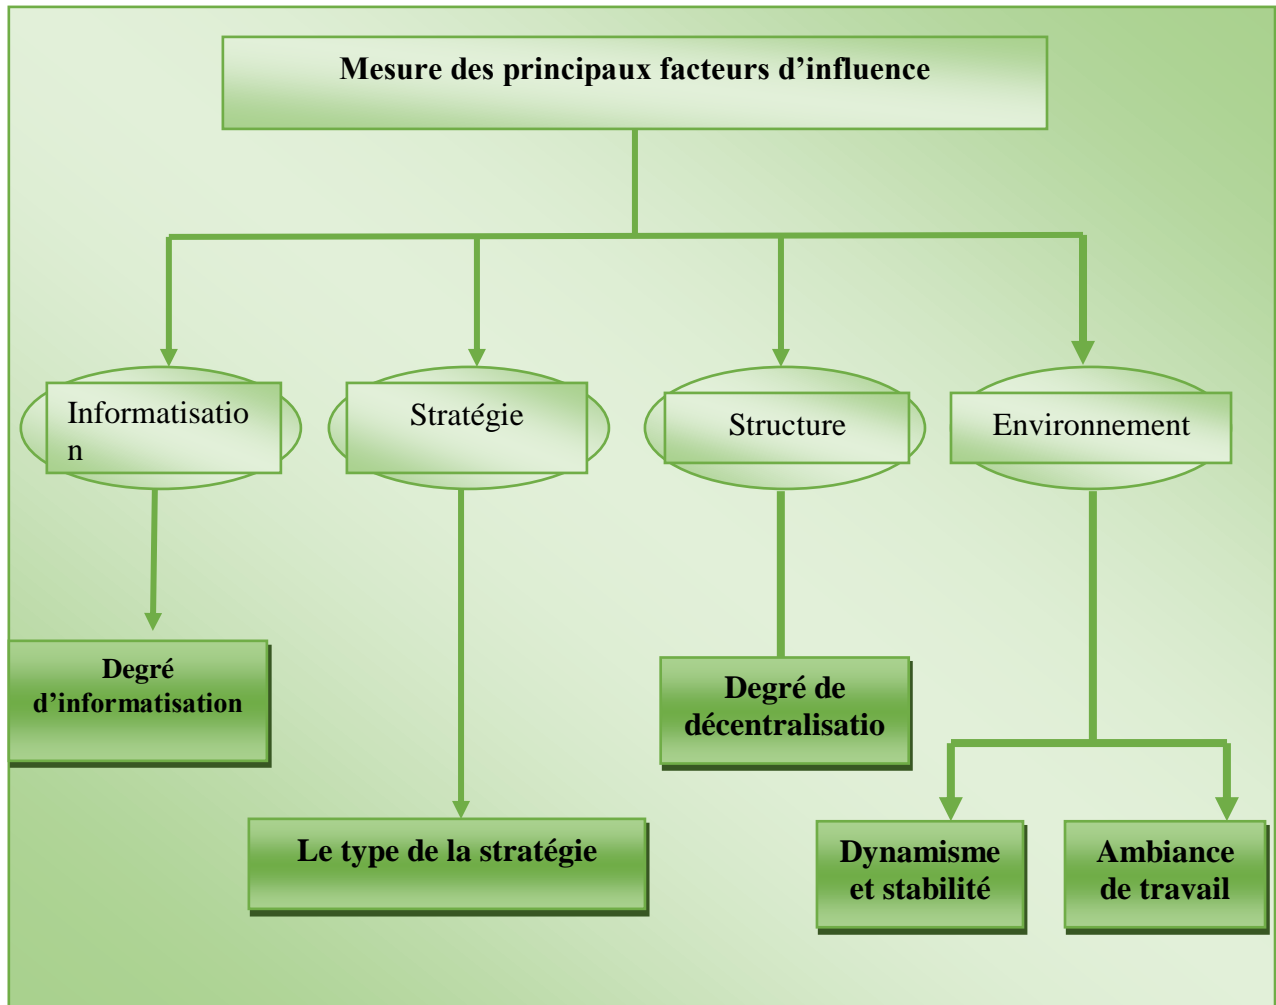 Mesure des principaux facteurs d’influence
Informatisatio
n
Stratégie
Structure
Environnement
Degré
d’informatisation
Degré de
décentralisatio
Le type de la stratégie
Dynamisme
et stabilité
Ambiance
de travail